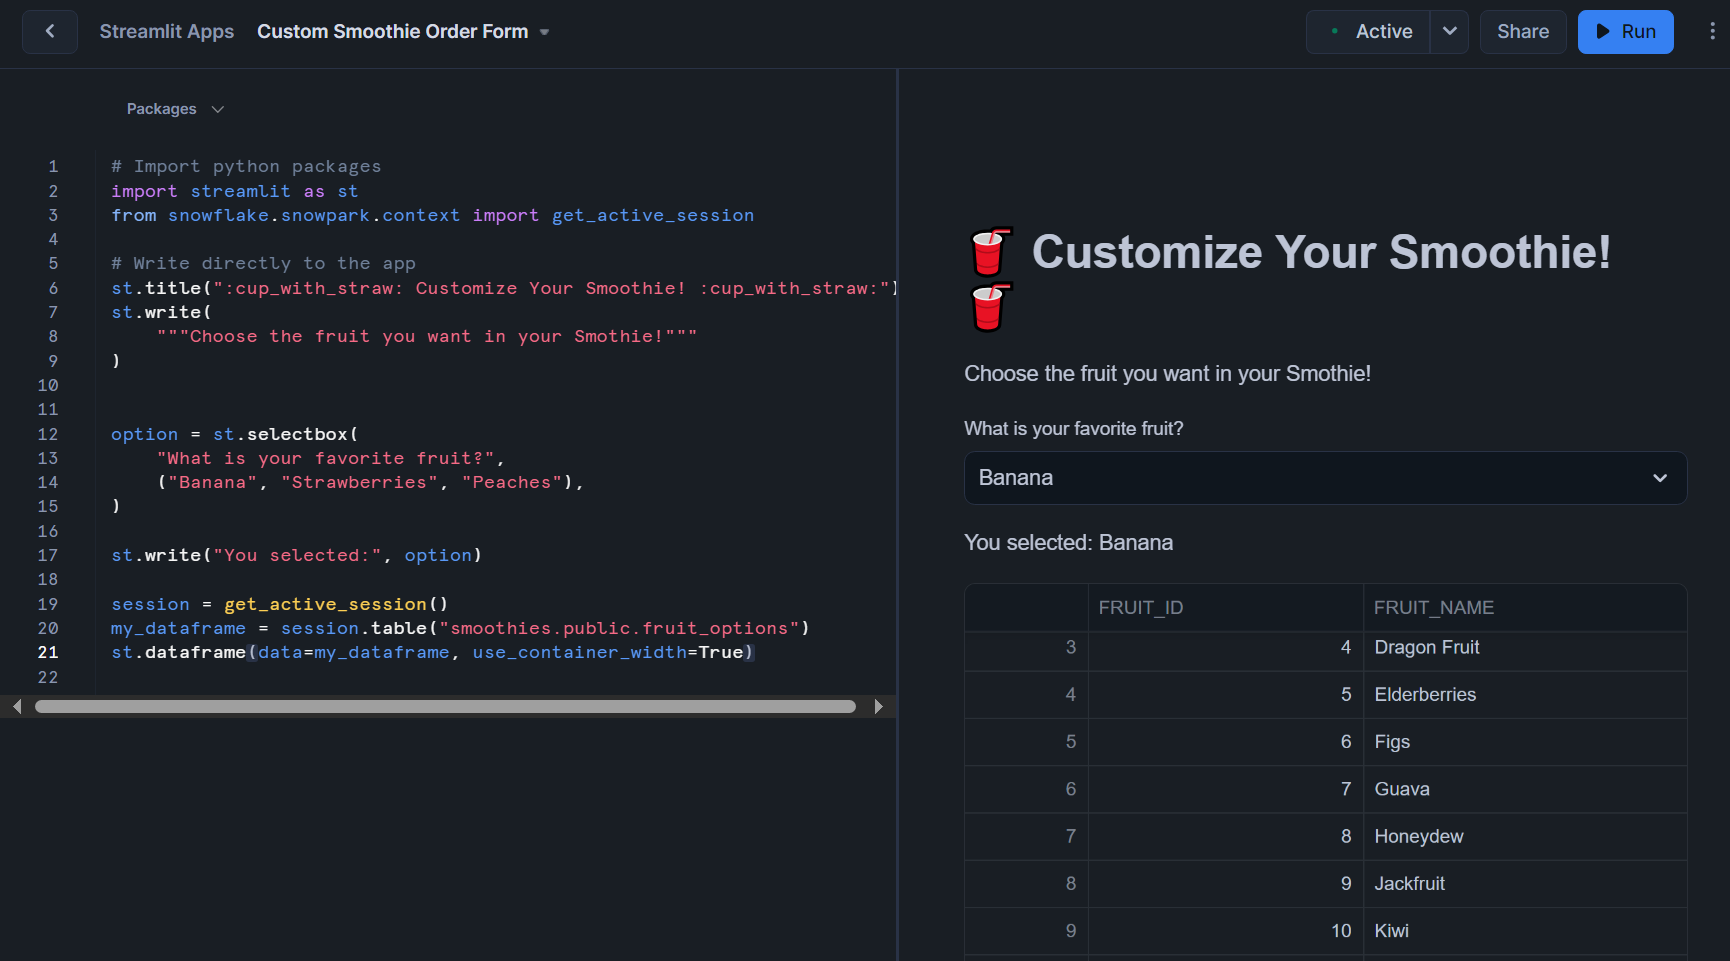 Streamlit Apps Custom Smoothie Order Form
Active Share Run
Packages
1 # Import python packages
2 import streamlit as st
3 from snowflake.snowpark.context import get_active_session
4
5 # Write directly to the app
6 st.title(":cup_with_straw: Customize Your Smoothie! :cup_with_straw:")
7 st.write(
8 """Choose the fruit you want in your Smothie!"""
9 )
10
11
12 option = st.selectbox(
13 "What is your favorite fruit?",
14 ("Banana", "Strawberries", "Peaches"),
15 )
16
17 st.write("You selected:", option)
18
19 session = get_active_session()
20 my_dataframe = session.table("smoothies.public.fruit_options")
21 st.dataframe(data=my_dataframe, use_container_width=True)
22
Customize Your Smoothie!
Choose the fruit you want in your Smothie!
What is your favorite fruit?
Banana
You selected: Banana
FRUIT_ID FRUIT_NAME
3 4 Dragon Fruit
4 5 Elderberries
5 6 Figs
6 7 Guava
7 8 Honeydew
8 9 Jackfruit
9 10 Kiwi